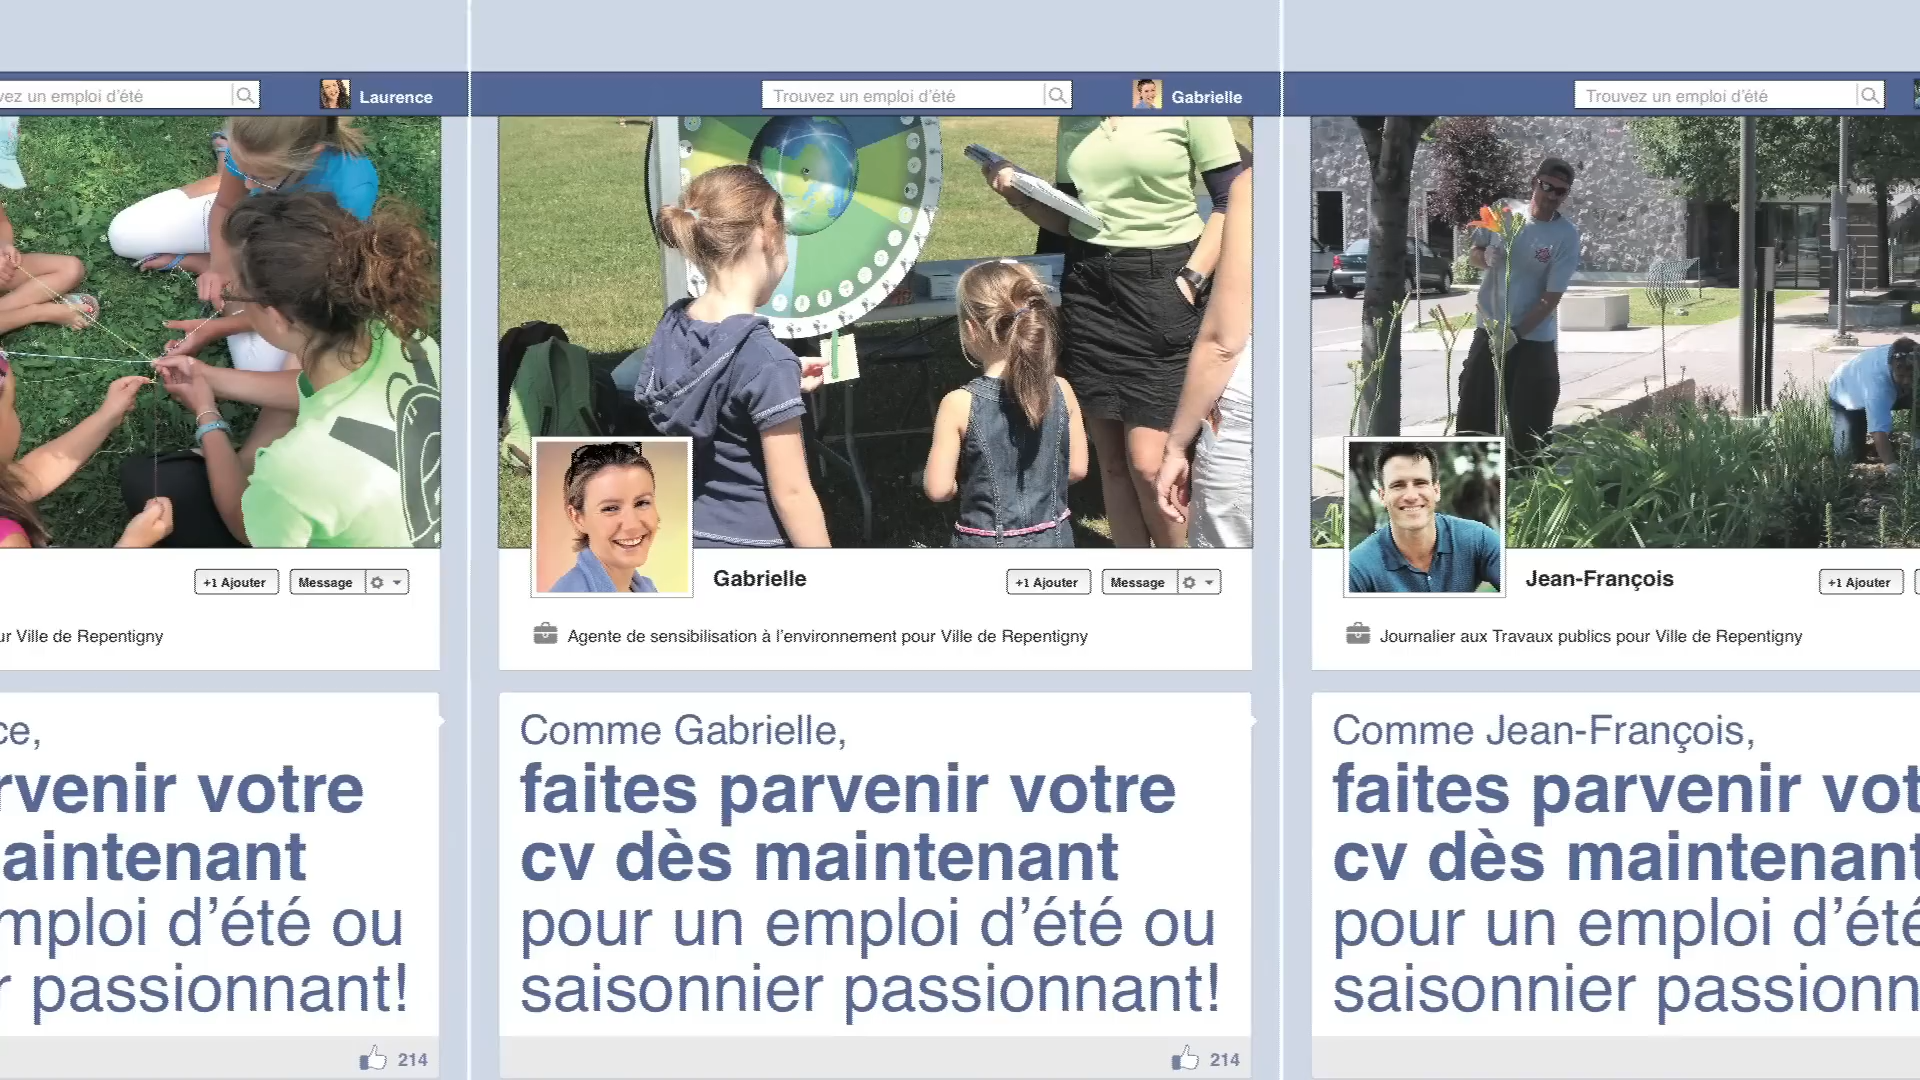 vez un emploi d'été
Laurence
+1 Ajouter
Message
ur Ville de Repentigny
ce,
rvenir votre
aintenant
mploi d'été ou
r passionnant!
214
Trouvez un emploi d'été
Gabrielle
Gabrielle
+1 Ajouter
Message
Agente de sensibilisation à l'environnement pour Ville de Repentigny
Comme Gabrielle,
faites parvenir votre
cv dès maintenant
pour un emploi d'été ou
saisonnier passionnant!
214
Trouvez un emploi d'été
Jean-François
+1 Ajouter
Journalier aux Travaux publics pour Ville de Repentigny
Comme Jean-François,
faites parvenir vot
cv dès maintenant
pour un emploi d'été
saisonnier passionn